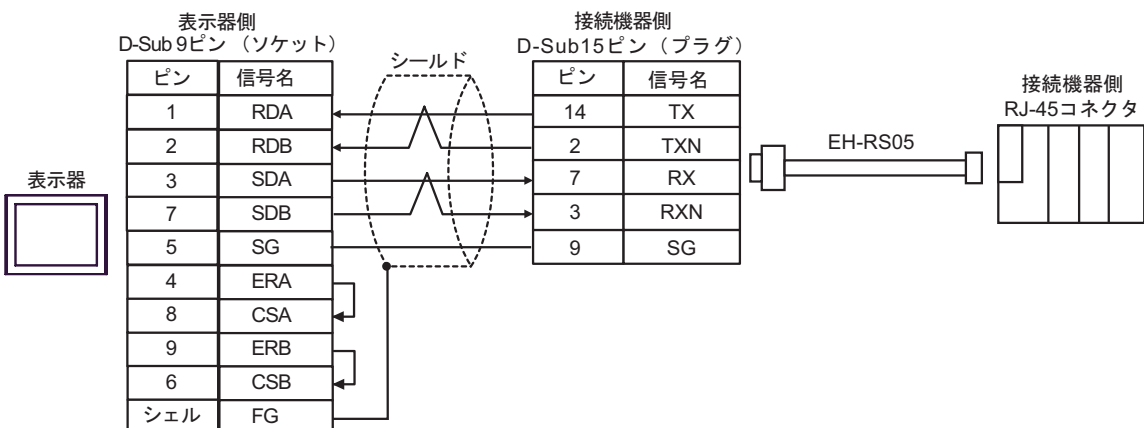 表示器
表示器側
D-Sub 9ピン (ソケット)
ピン 信号名
1 RDA
2 RDB
3 SDA
7 SDB
5 SG
4 ERA
8 CSA
9 ERB
6 CSB
シェル FG
シールド
接続機器側
D-Sub15ピン(プラグ)
ピン 信号名
14 TX
2 TXN
7 RX
3 RXN
9 SG
EH-RS05
接続機器側
RJ-45コネクタ